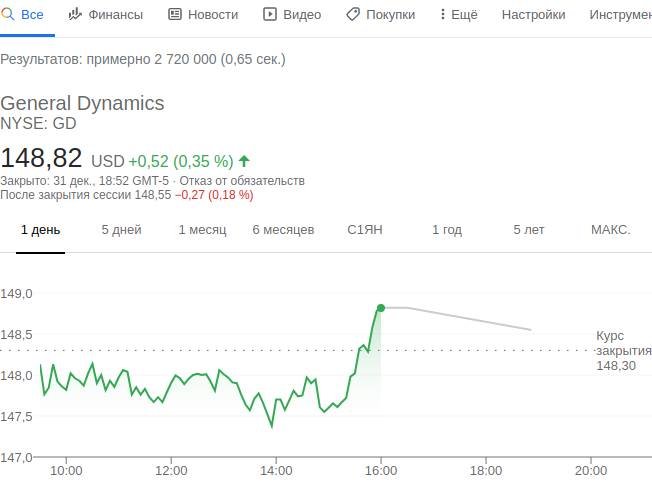 Все Финансы Новости Видео Покупки Ещё Настройки Инструмен
Результатов: примерно 2 720 000 (0,65 сек.)
General Dynamics
NYSE: GD
148,82 USD +0,52 (0,35 %)
Закрыто: 31 дек., 18:52 GMT-5 · Отказ от обязательств
После закрытия сессии 148,55 −0,27 (0,18 %)
1 день 5 дней 1 месяц 6 месяцев С1ЯН 1 год 5 лет МАКС.
149,0
148,5
148,0
147,5
147,0
Курс
закрытия
148,30
10:00 12:00 14:00 16:00 18:00 20:00